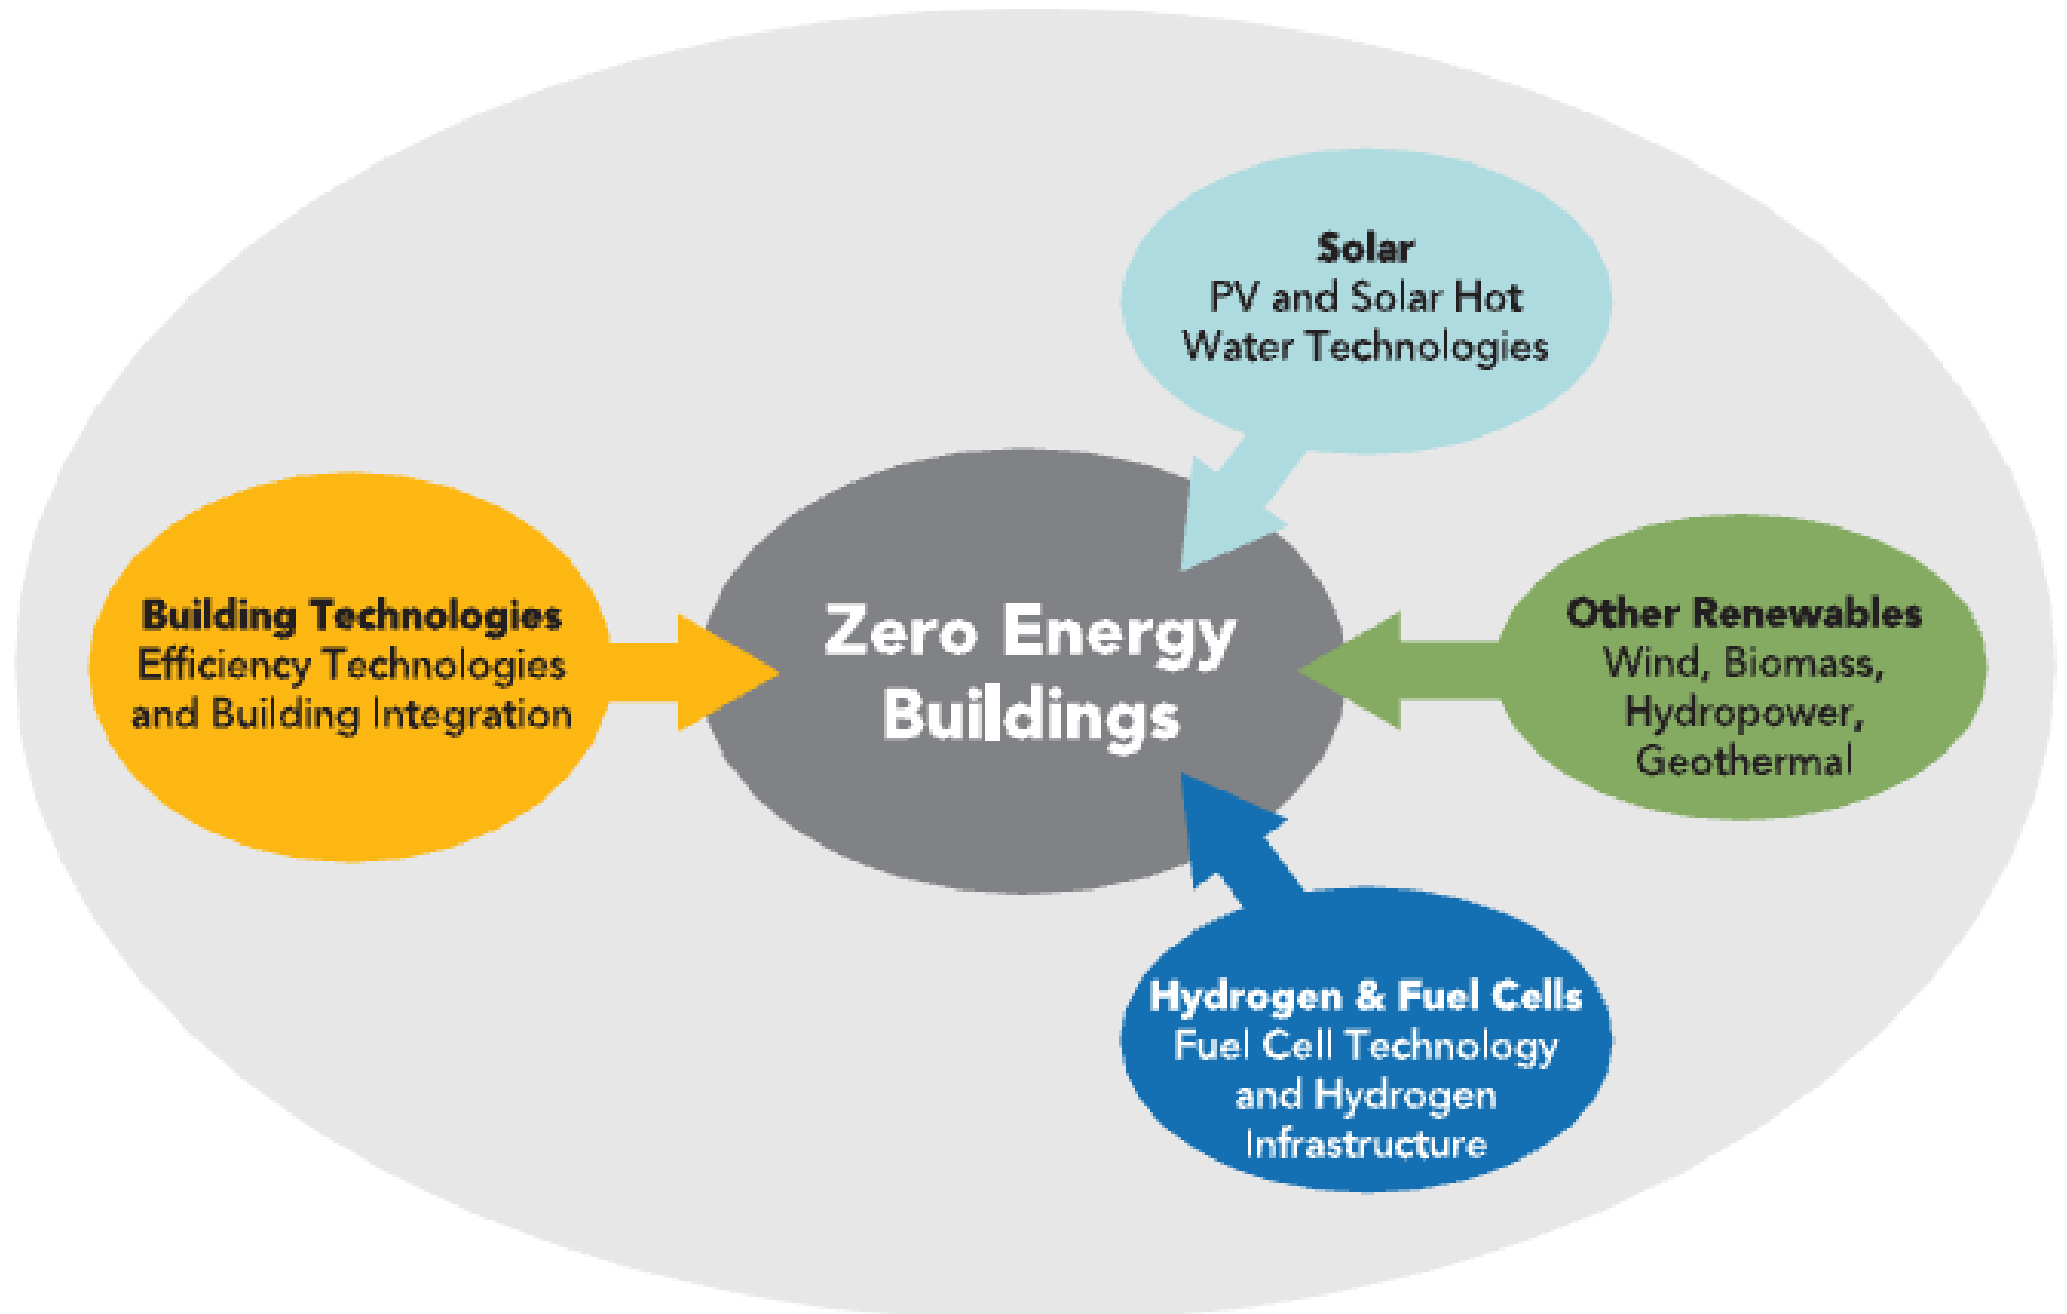 Solar
PV and Solar Hot
Water Technologies
Building Technologies
Efficiency Technologies
and Building Integration
Zero Energy
Buildings
Other Renewables
Wind, Biomass,
Hydropower,
Geothermal
Hydrogen & Fuel Cells
Fuel Cell Technology
and Hydrogen
Infrastructure